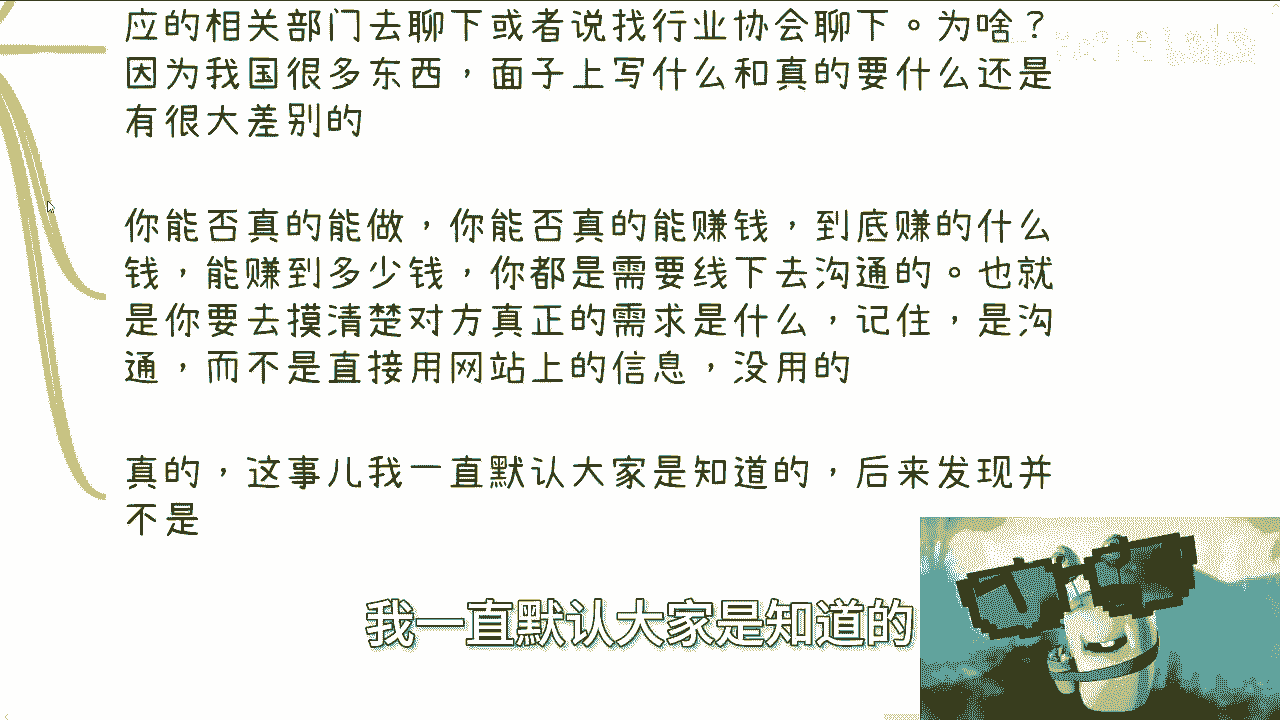 应的相关部门去聊下或者说找行业协会聊下。为啥？
因为我国很多东西，面子上写什么和真的要什么还是
有很大差别的
你能否真的能做，你能否真的能赚钱，到底赚的什么
钱，能赚到多少钱，你都是需要线下去沟通的。也就
是你要去摸清楚对方真正的需求是什么，记住，是沟
通，而不是直接用网站上的信息，没用的
真的，这事儿我一直默认大家是知道的，后来发现并
不是
我一直默认大家是知道的